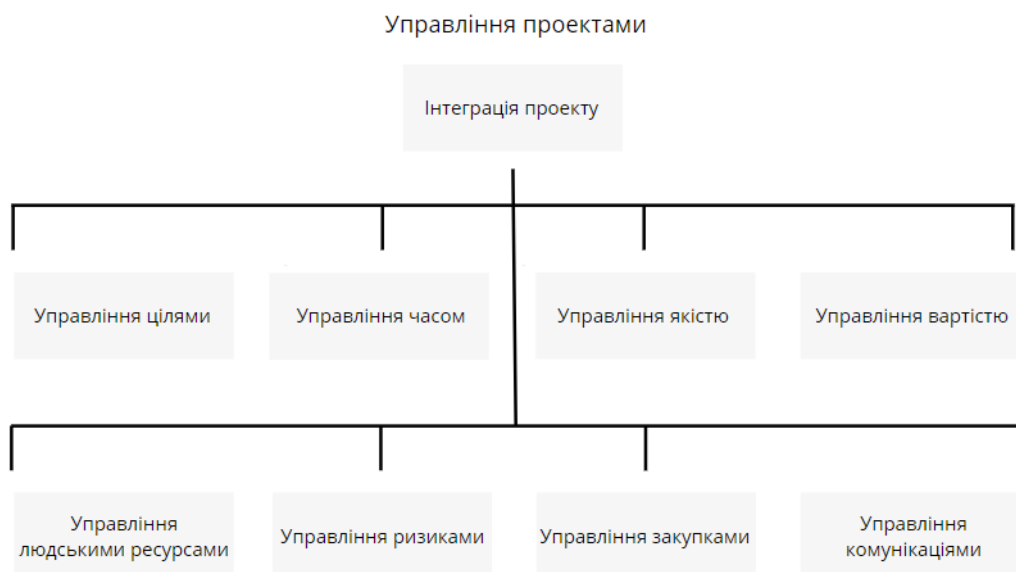 Управління проектами
Інтеграція проекту
Управління цілями
Управління часом
Управління якістю
Управління вартістю
Управління
людськими ресурсами
Управління ризиками
Управління закупками
Управління
комунікаціями